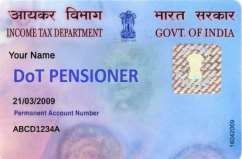 आयकर विभाग
भारत सरकार
INCOME TAX DEPARTMENT
GOVT. OF INDIA
Your Name
DoT PENSIONER
21/03/2009
Permanent Account Number
ABCD1234A
16042009